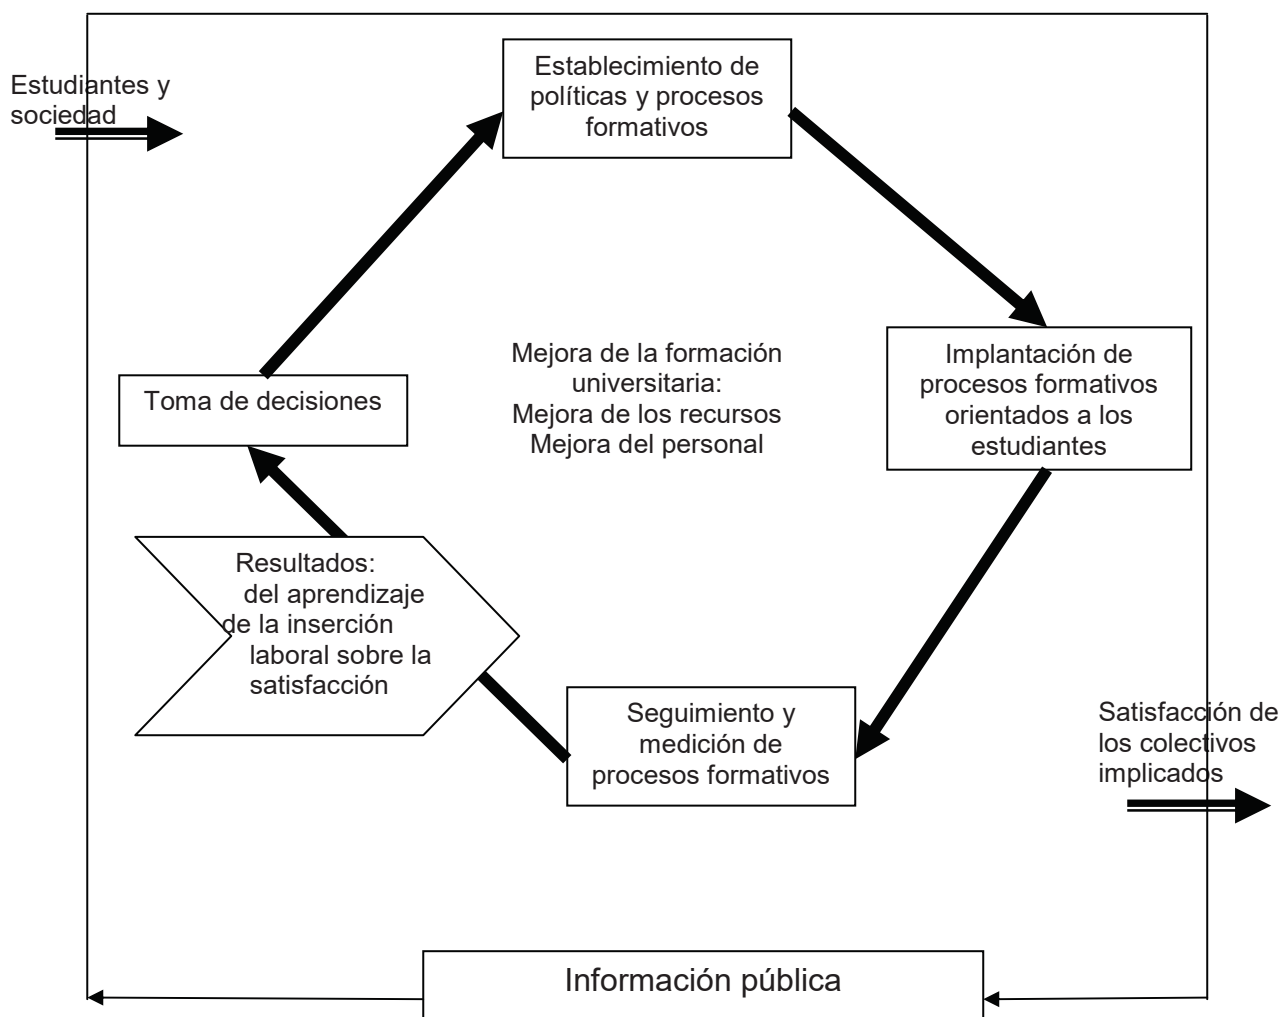 Estudiantes y
sociedad
Establecimiento de
políticas y procesos
formativos
Toma de decisiones
Mejora de la formación
universitaria:
Mejora de los recursos
Mejora del personal
Implantación de
procesos formativos
orientados a los
estudiantes
Resultados:
del aprendizaje
de la inserción
laboral sobre la
satisfacción
Seguimiento y
medición de
procesos formativos
Satisfacción de
los colectivos
implicados
Información pública